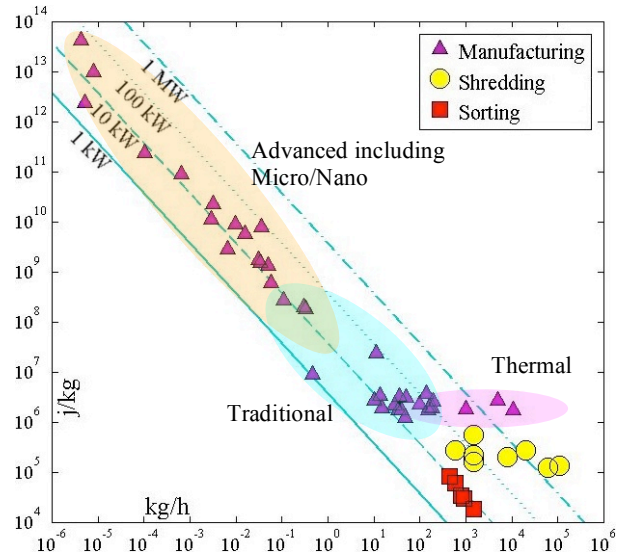 10^14
10^13
10^12
10^11
10^10
10^9
10^8
10^7
10^6
10^5
10^4
j/kg
1 MW
100 kW
10 kW
1 kW
Manufacturing
Shredding
Sorting
Advanced including
Micro/Nano
Thermal
Traditional
kg/h
10^-6 10^-5 10^-4 10^-3 10^-2 10^-1 10^0 10^1 10^2 10^3 10^4 10^5 10^6